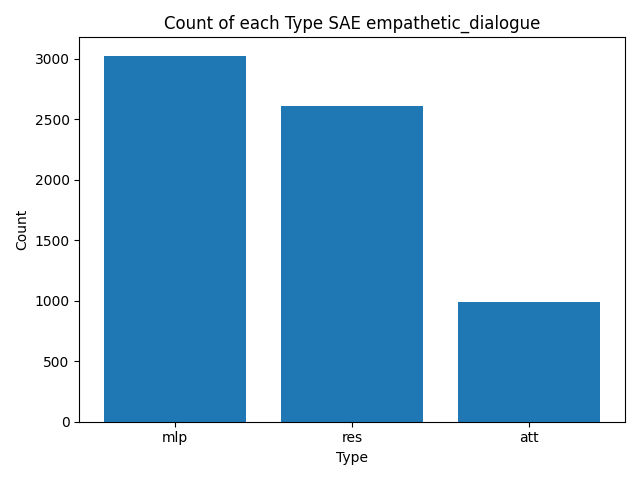 Count of each Type SAE empathetic_dialogue
3000
2500
2000
1500
1000
500
0
Count
mlp res att
Type